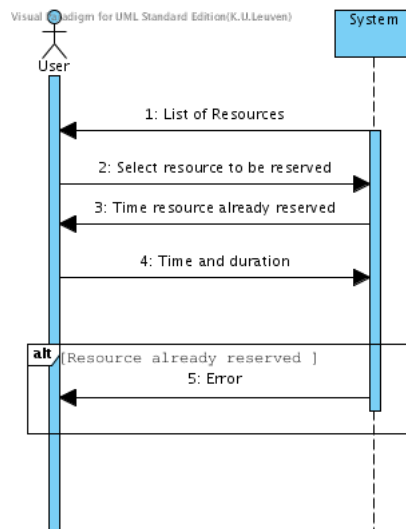 Visual Paradigm for UML Standard Edition(K.U.Leuven)
System
User
1: List of Resources
2: Select resource to be reserved
3: Time resource already reserved
4: Time and duration
alt
[Resource already reserved ]
5: Error